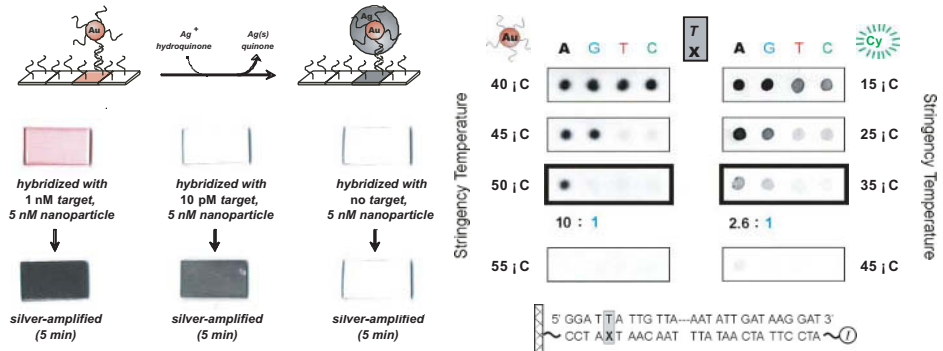 Au
Ag +
hydroquinone
Ag(s)
quinone
Ag
Au
hybridized with
1 nM target,
5 nM nanoparticle
hybridized with
10 pM target,
5 nM nanoparticle
hybridized with
no target,
5 nM nanoparticle
silver-amplified
(5 min)
silver-amplified
(5 min)
silver-amplified
(5 min)
Au
A G T C
T
X
A G T C
Cy
Stringency Temperature
40 ¡ C
45 ¡ C
50 ¡ C
10 : 1
55 ¡ C
15 ¡ C
25 ¡ C
35 ¡ C
2.6 : 1
45 ¡ C
Stringency Temperature
5' GGA T T A TTG TTA---AAT ATT GAT AAG GAT 3'
CCT A X T AAC AAT TTA TAA CTA TTC CTA I